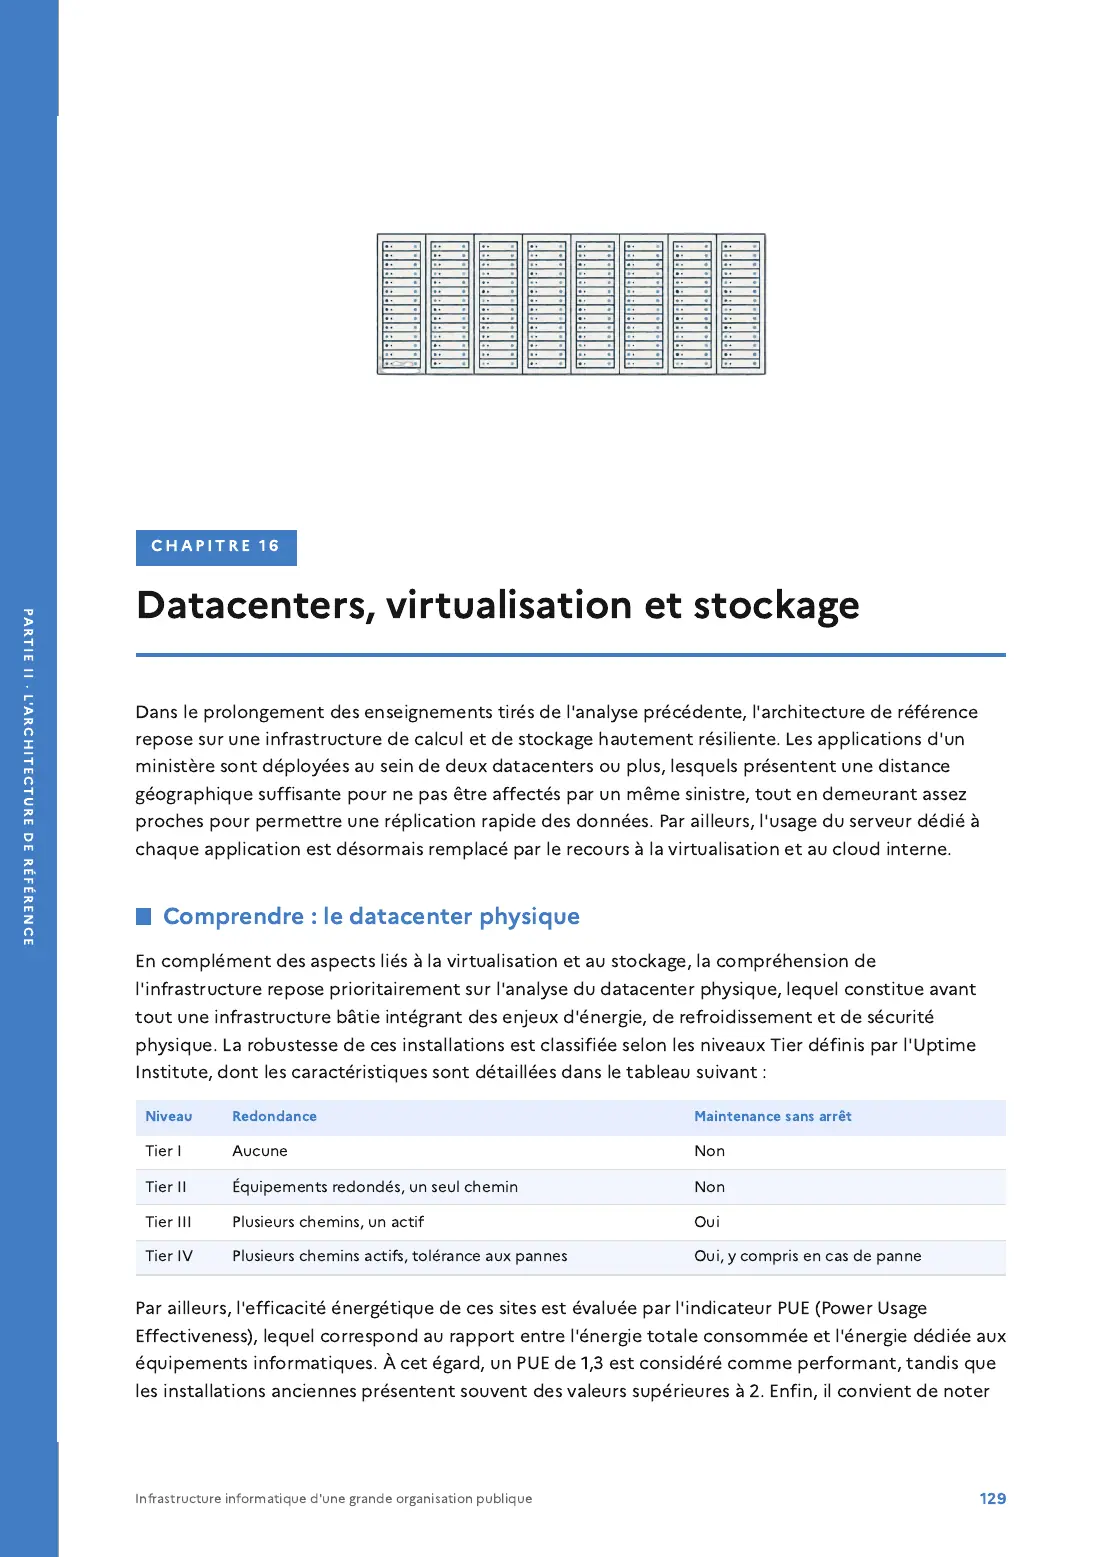 CHAPITRE 16
Datacenters, virtualisation et stockage
PARTIE II · L'ARCHITECTURE DE RÉFÉRENCE
Dans le prolongement des enseignements tirés de l'analyse précédente, l'architecture de référence
repose sur une infrastructure de calcul et de stockage hautement résiliente. Les applications d'un
ministère sont déployées au sein de deux datacenters ou plus, lesquels présentent une distance
géographique suffisante pour ne pas être affectés par un même sinistre, tout en demeurant assez
proches pour permettre une réplication rapide des données. Par ailleurs, l'usage du serveur dédié à
chaque application est désormais remplacé par le recours à la virtualisation et au cloud interne.
Comprendre : le datacenter physique
En complément des aspects liés à la virtualisation et au stockage, la compréhension de
l'infrastructure repose prioritairement sur l'analyse du datacenter physique, lequel constitue avant
tout une infrastructure bâtie intégrant des enjeux d'énergie, de refroidissement et de sécurité
physique. La robustesse de ces installations est classifiée selon les niveaux Tier définis par l'Uptime
Institute, dont les caractéristiques sont détaillées dans le tableau suivant :
Niveau Redondance Maintenance sans arrêt
Tier I Aucune Non
Tier II Équipements redondés, un seul chemin Non
Tier III Plusieurs chemins, un actif Oui
Tier IV Plusieurs chemins actifs, tolérance aux pannes Oui, y compris en cas de panne
Par ailleurs, l'efficacité énergétique de ces sites est évaluée par l'indicateur PUE (Power Usage
Effectiveness), lequel correspond au rapport entre l'énergie totale consommée et l'énergie dédiée aux
équipements informatiques. À cet égard, un PUE de 1,3 est considéré comme performant, tandis que
les installations anciennes présentent souvent des valeurs supérieures à 2. Enfin, il convient de noter
Infrastructure informatique d'une grande organisation publique 129